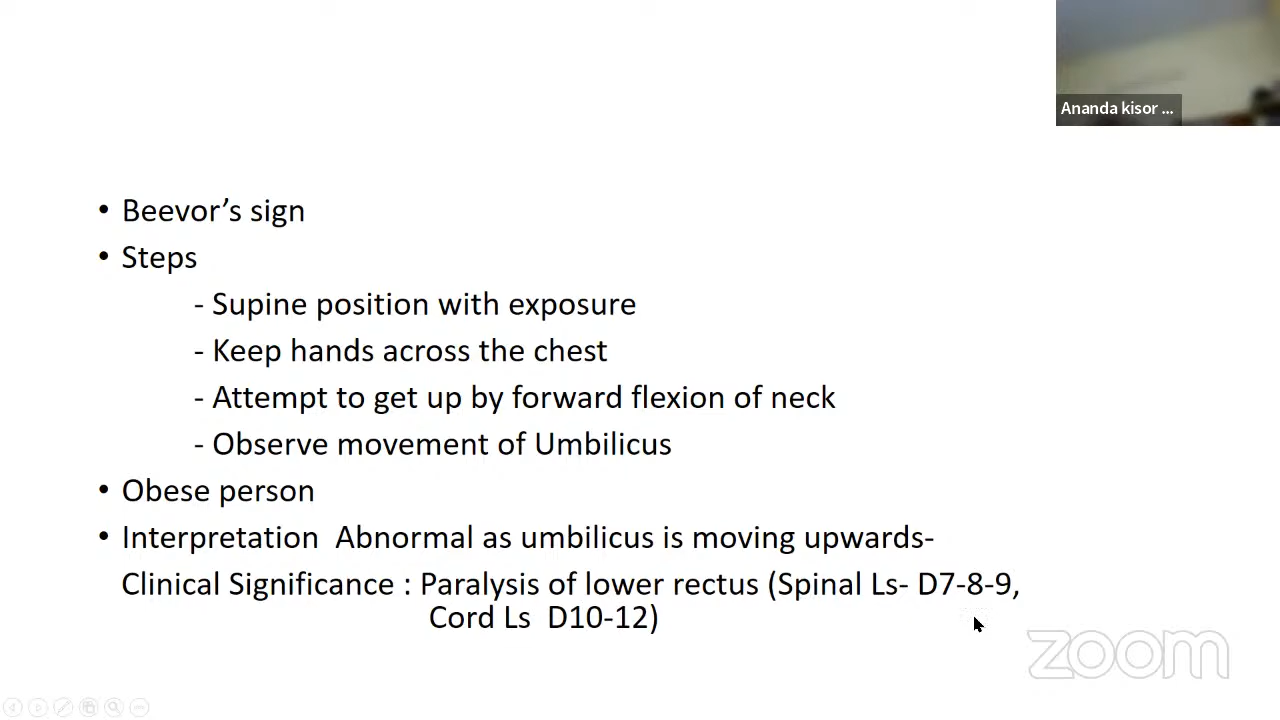 Ananda kisor ...
• Beevor’s sign
• Steps
- Supine position with exposure
- Keep hands across the chest
- Attempt to get up by forward flexion of neck
- Observe movement of Umbilicus
• Obese person
• Interpretation  Abnormal as umbilicus is moving upwards-
Clinical Significance : Paralysis of lower rectus (Spinal Ls- D7-8-9,
Cord Ls  D10-12)
zoom